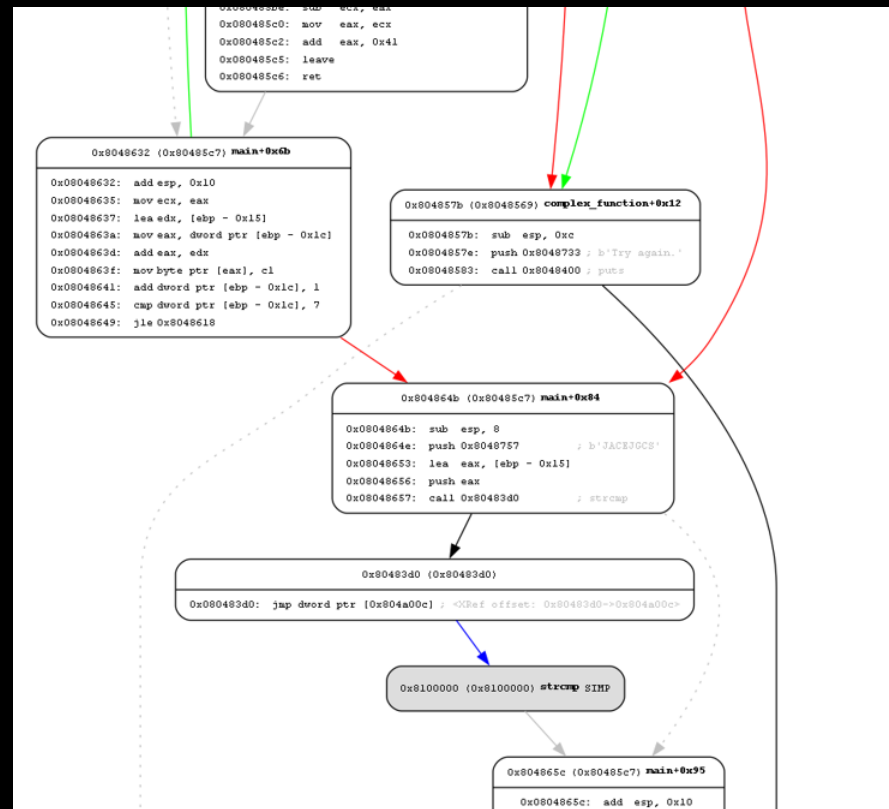 0x080485be: sub ecx, eax
0x080485c0: mov eax, ecx
0x080485c2: add eax, 0x41
0x080485c5: leave
0x080485c6: ret
0x8048632 (0x80485c7) main+0x6b
0x08048632: add esp, 0x10
0x08048635: mov ecx, eax
0x08048637: lea edx, [ebp - 0x15]
0x0804863a: mov eax, dword ptr [ebp - 0x1c]
0x0804863d: add eax, edx
0x0804863f: mov byte ptr [eax], cl
0x08048641: add dword ptr [ebp - 0x1c], 1
0x08048645: cmp dword ptr [ebp - 0x1c], 7
0x08048649: jle 0x8048618
0x804857b (0x8048569) complex_function+0x12
0x0804857b: sub esp, 0xc
0x0804857e: push 0x8048733 ; b'Try again.'
0x08048583: call 0x8048400 ; puts
0x804864b (0x80485c7) main+0x84
0x0804864b: sub esp, 8
0x0804864e: push 0x8048757 ; b'JACEJGCS'
0x08048653: lea eax, [ebp - 0x15]
0x08048656: push eax
0x08048657: call 0x80483d0 ; strcmp
0x80483d0 (0x80483d0)
0x080483d0: jmp dword ptr [0x804a00c] ; <XRef offset: 0x80483d0->0x804a00c>
0x8100000 (0x8100000) strcmp SIMP
0x804865c (0x80485c7) main+0x95
0x0804865c: add esp, 0x10